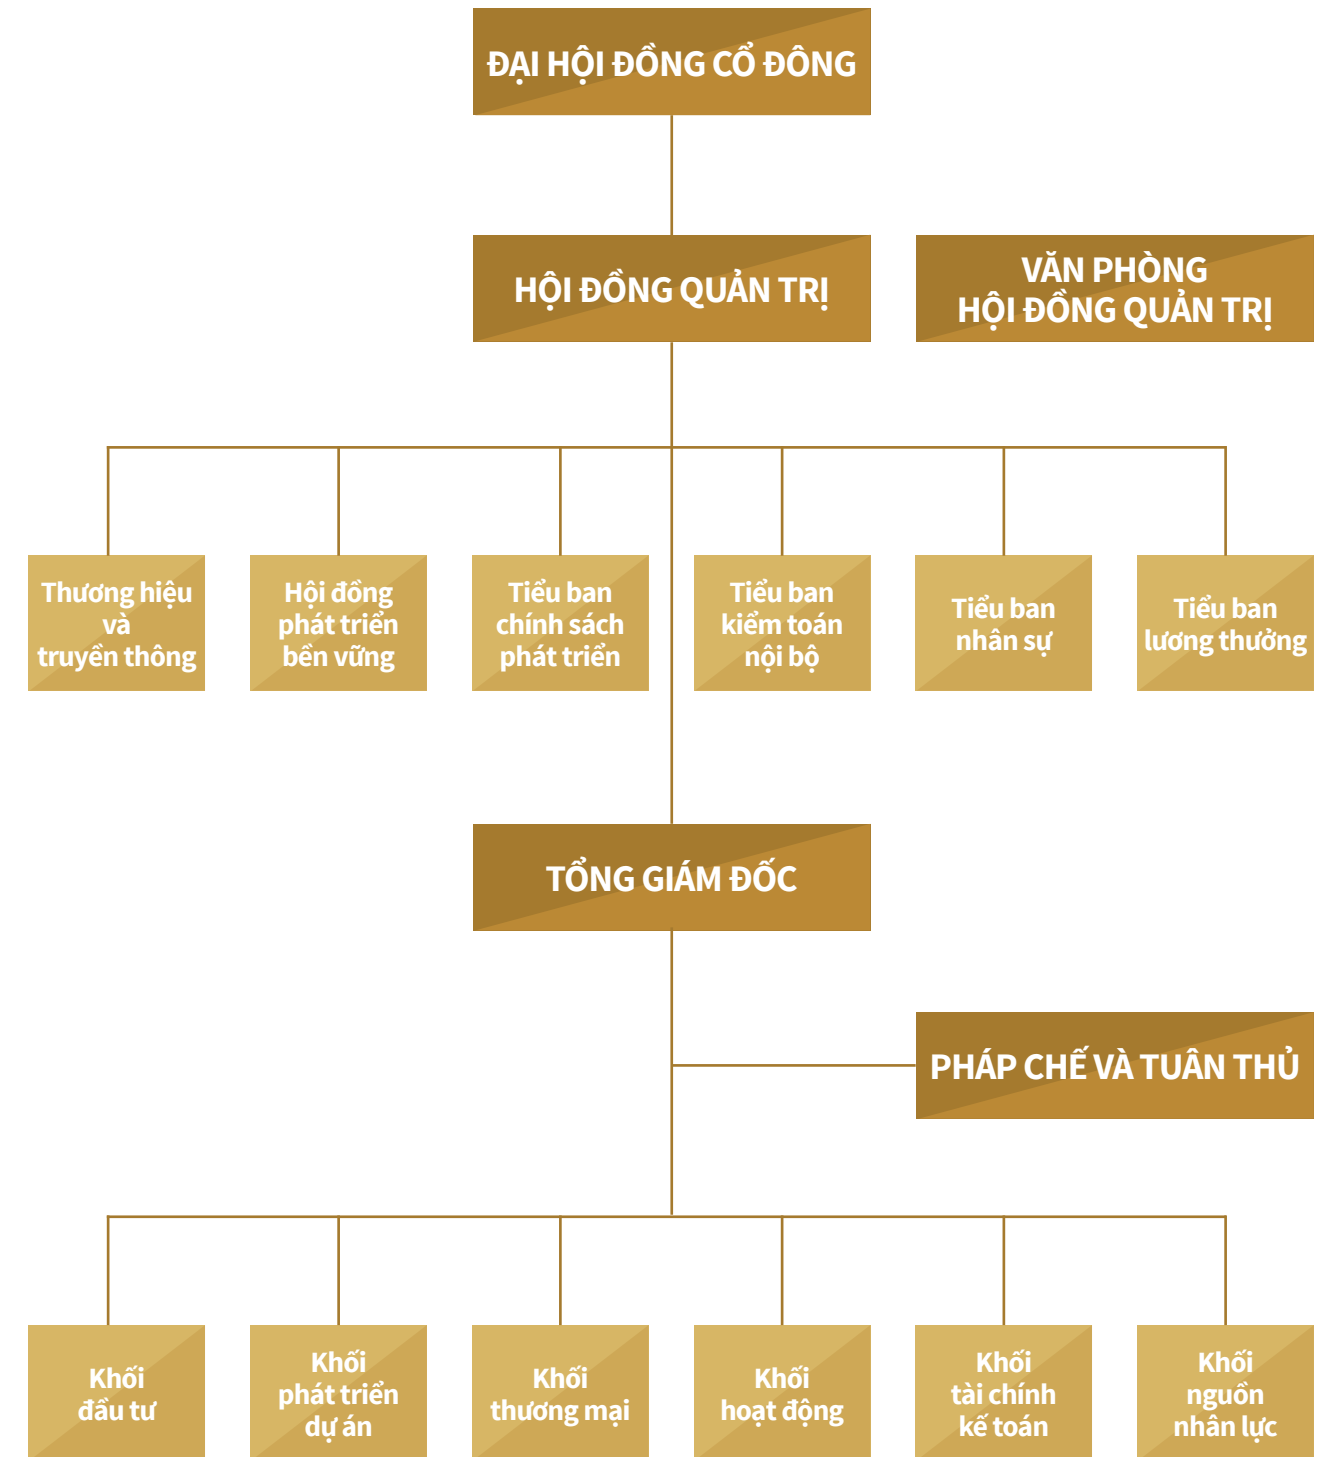 ĐẠI HỘI ĐỒNG CỔ ĐÔNG
HỘI ĐỒNG QUẢN TRỊ
VĂN PHÒNG
HỘI ĐỒNG QUẢN TRỊ
Thương hiệu
và
truyền thông
Hội đồng
phát triển
bền vững
Tiểu ban
chính sách
phát triển
Tiểu ban
kiểm toán
nội bộ
Tiểu ban
nhân sự
Tiểu ban
lương thưởng
TỔNG GIÁM ĐỐC
PHÁP CHẾ VÀ TUÂN THỦ
Khối
đầu tư
Khối
phát triển
dự án
Khối
thương mại
Khối
hoạt động
Khối
tài chính
kế toán
Khối
nguồn
nhân lực